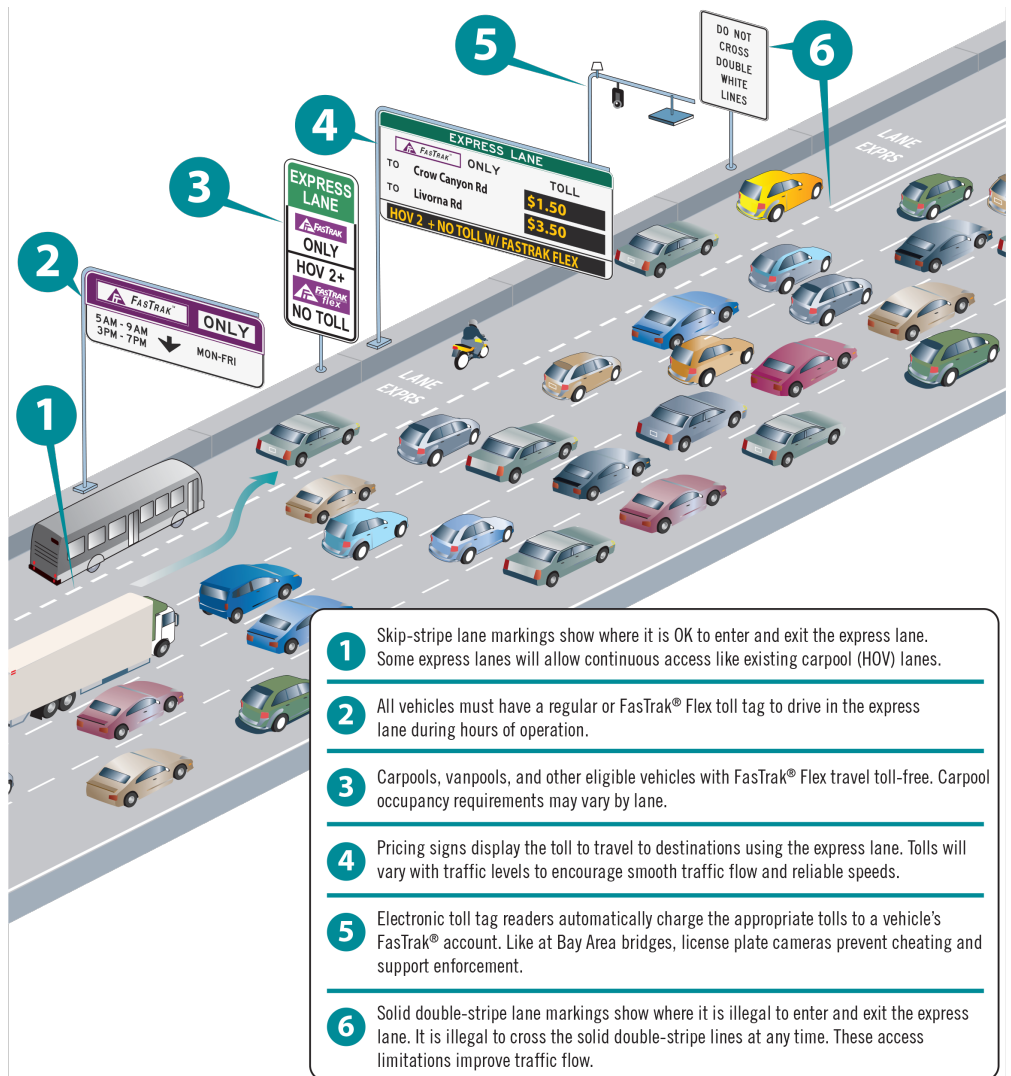 5
6
DO NOT
CROSS
DOUBLE
WHITE
LINES
4
EXPRESS LANE
FASTRAK™ ONLY
TOLL
TO Crow Canyon Rd $1.50
TO Livorna Rd $3.50
HOV 2 + NO TOLL W/ FASTRAK FLEX
LANE
EXPRS
3
EXPRESS
LANE
FASTRAK
ONLY
HOV 2+
FASTRAK
flex
NO TOLL
2
FASTRAK™ ONLY
5 AM - 9 AM
3PM - 7PM
MON-FRI
LANE
EXPRS
1
1 Skip-stripe lane markings show where it is OK to enter and exit the express lane.
Some express lanes will allow continuous access like existing carpool (HOV) lanes.
2 All vehicles must have a regular or FasTrak® Flex toll tag to drive in the express
lane during hours of operation.
3 Carpools, vanpools, and other eligible vehicles with FasTrak® Flex travel toll-free. Carpool
occupancy requirements may vary by lane.
4 Pricing signs display the toll to travel to destinations using the express lane. Tolls will
vary with traffic levels to encourage smooth traffic flow and reliable speeds.
5 Electronic toll tag readers automatically charge the appropriate tolls to a vehicle’s
FasTrak® account. Like at Bay Area bridges, license plate cameras prevent cheating and
support enforcement.
6 Solid double-stripe lane markings show where it is illegal to enter and exit the express
lane. It is illegal to cross the solid double-stripe lines at any time. These access
limitations improve traffic flow.